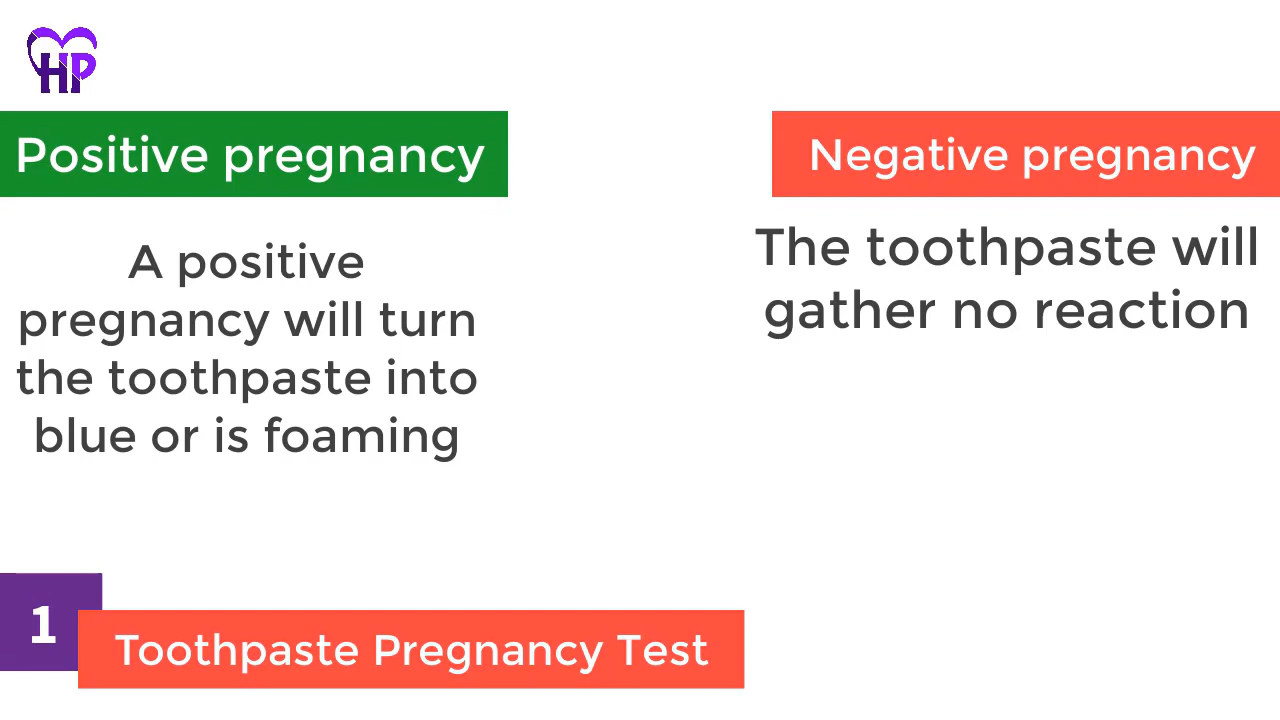 HP
Positive pregnancy
A positive
pregnancy will turn
the toothpaste into
blue or is foaming
Negative pregnancy
The toothpaste will
gather no reaction
1
Toothpaste Pregnancy Test